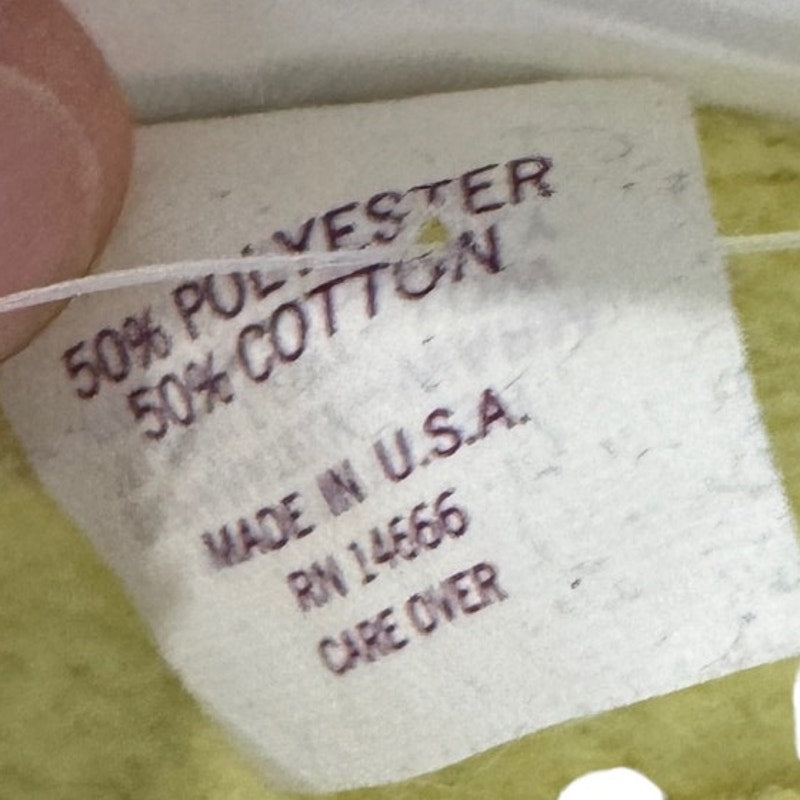 50% POLYESTER
50% COTTON
MADE IN U.S.A.
RN 14666
CARE OVER